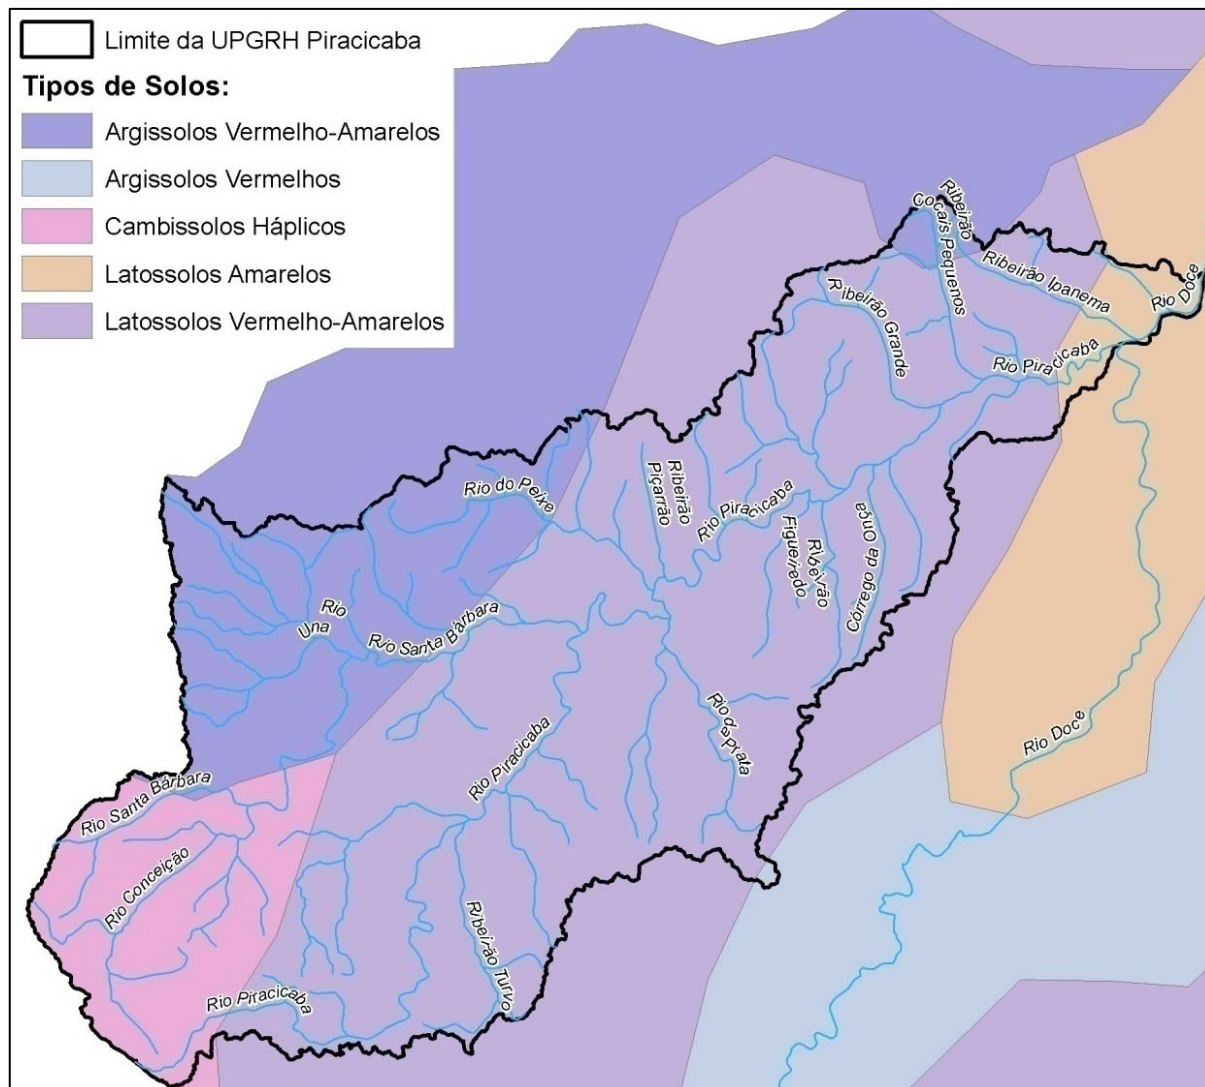 Limite da UPGRH Piracicaba
Tipos de Solos:
Argissolos Vermelho-Amarelos
Argissolos Vermelhos
Cambissolos Háplicos
Latossolos Amarelos
Latossolos Vermelho-Amarelos
Ribeirão
Cocais Pequenos
Ribeirão Ipanema
Rio Doce
Ribeirão Grande
Rio Piracicaba
Rio do Peixe
Ribeirão
Piçarrão
Rio Piracicaba
Ribeirão
Figueiredo
Córrego da Onça
Rio
Una
Rio Santa Bárbara
Rio da Prata
Rio Doce
Rio Piracicaba
Rio Santa Bárbara
Rio Conceição
Ribeirão Turvo
Rio Piracicaba